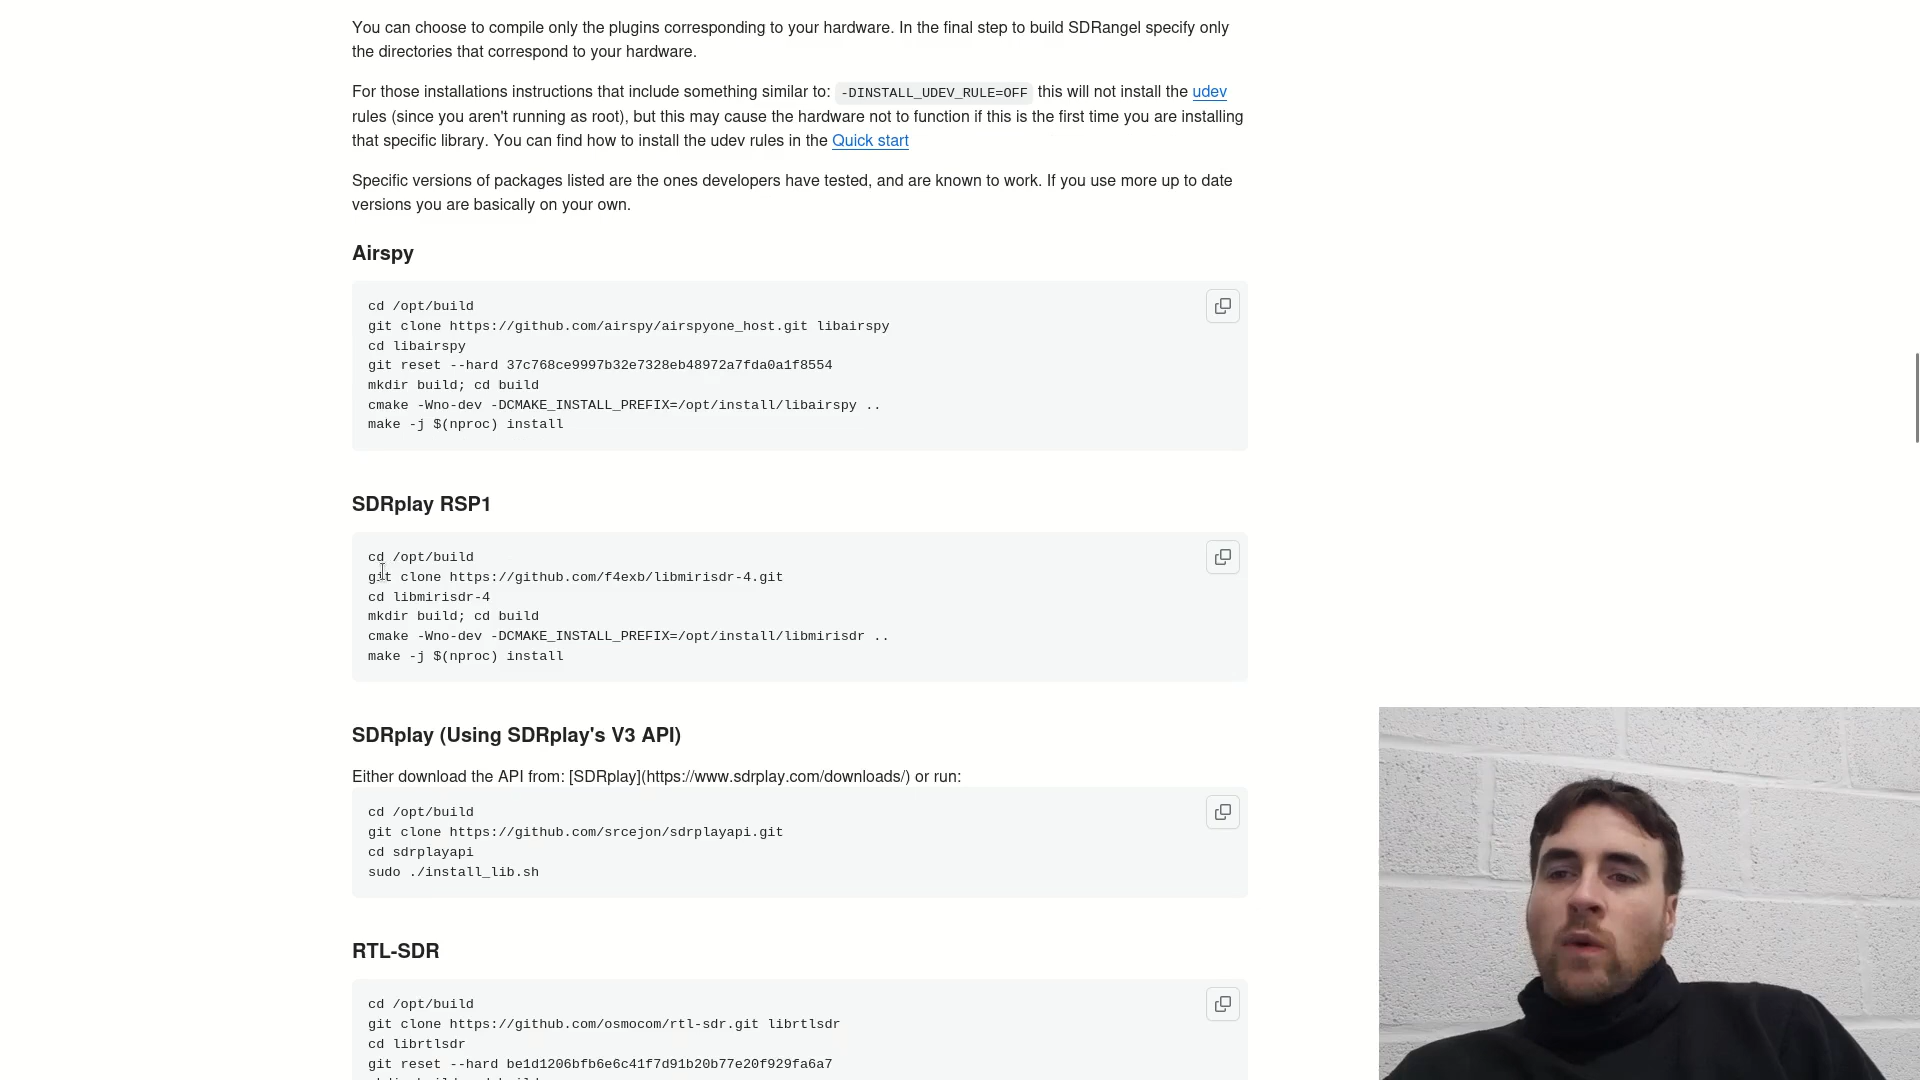 You can choose to compile only the plugins corresponding to your hardware. In the final step to build SDRangel specify only
the directories that correspond to your hardware.
For those installations instructions that include something similar to: -DINSTALL_UDEV_RULE=OFF this will not install the udev
rules (since you aren't running as root), but this may cause the hardware not to function if this is the first time you are installing
that specific library. You can find how to install the udev rules in the Quick start
Specific versions of packages listed are the ones developers have tested, and are known to work. If you use more up to date
versions you are basically on your own.
Airspy
cd /opt/build
git clone https://github.com/airspy/airspyone_host.git libairspy
cd libairspy
git reset --hard 37c768ce9997b32e7328eb48972a7fda0a1f8554
mkdir build; cd build
cmake -Wno-dev -DCMAKE_INSTALL_PREFIX=/opt/install/libairspy ..
make -j $(nproc) install
SDRplay RSP1
cd /opt/build
git clone https://github.com/f4exb/libmirisdr-4.git
cd libmirisdr-4
mkdir build; cd build
cmake -Wno-dev -DCMAKE_INSTALL_PREFIX=/opt/install/libmirisdr ..
make -j $(nproc) install
SDRplay (Using SDRplay's V3 API)
Either download the API from: [SDRplay](https://www.sdrplay.com/downloads/) or run:
cd /opt/build
git clone https://github.com/srcejon/sdrplayapi.git
cd sdrplayapi
sudo ./install_lib.sh
RTL-SDR
cd /opt/build
git clone https://github.com/osmocom/rtl-sdr.git librtlsdr
cd librtlsdr
git reset --hard be1d1206bfb6e6c41f7d91b20b77e20f929fa6a7